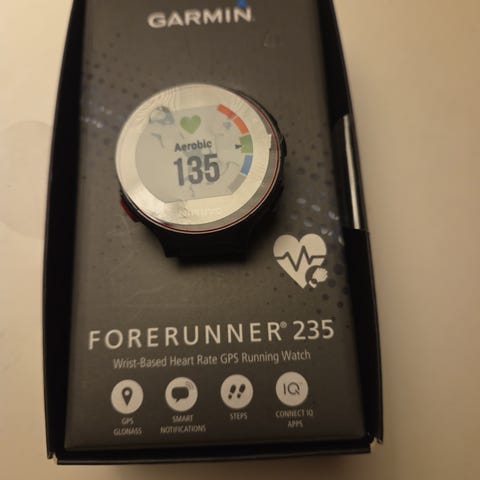 GARMIN
Aerobic
135
GARMIN
FORERUNNER® 235
Wrist-Based Heart Rate GPS Running Watch
IQ
GPS
GLONASS
SMART
NOTIFICATIONS
STEPS
CONNECT IQ
APPS